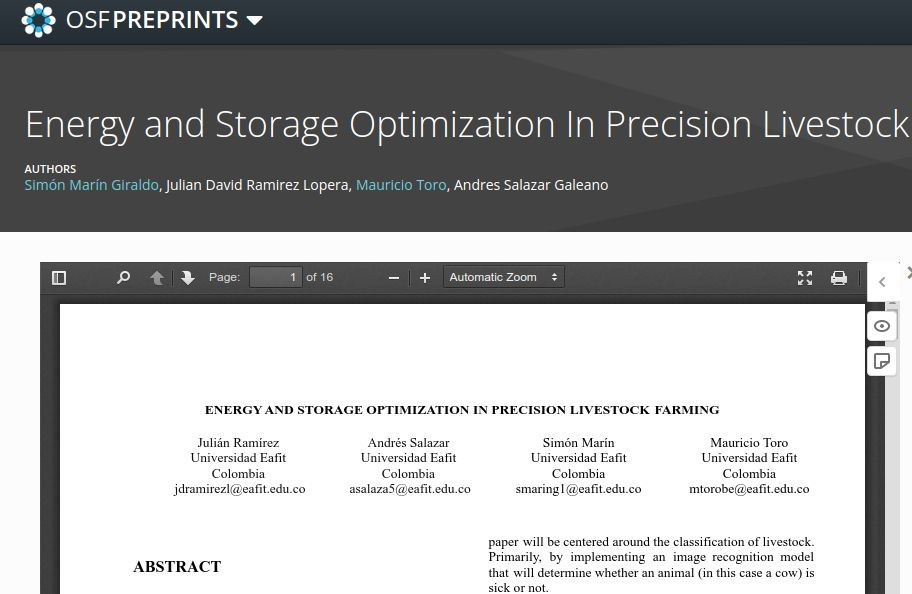 OSFPREPRINTS
Energy and Storage Optimization In Precision Livestock
AUTHORS
Simón Marín Giraldo, Julian David Ramirez Lopera, Mauricio Toro, Andres Salazar Galeano
Page: 1 of 16
Automatic Zoom
ENERGY AND STORAGE OPTIMIZATION IN PRECISION LIVESTOCK FARMING
Julián Ramírez
Universidad Eafit
Colombia
jdramirezl@eafit.edu.co
Andrés Salazar
Universidad Eafit
Colombia
asalaza5@eafit.edu.co
Simón Marín
Universidad Eafit
Colombia
smaring1@eafit.edu.co
Mauricio Toro
Universidad Eafit
Colombia
mtorobe@eafit.edu.co
ABSTRACT
paper will be centered around the classification of livestock.
Primarily, by implementing an image recognition model
that will determine whether an animal (in this case a cow) is
sick or not.